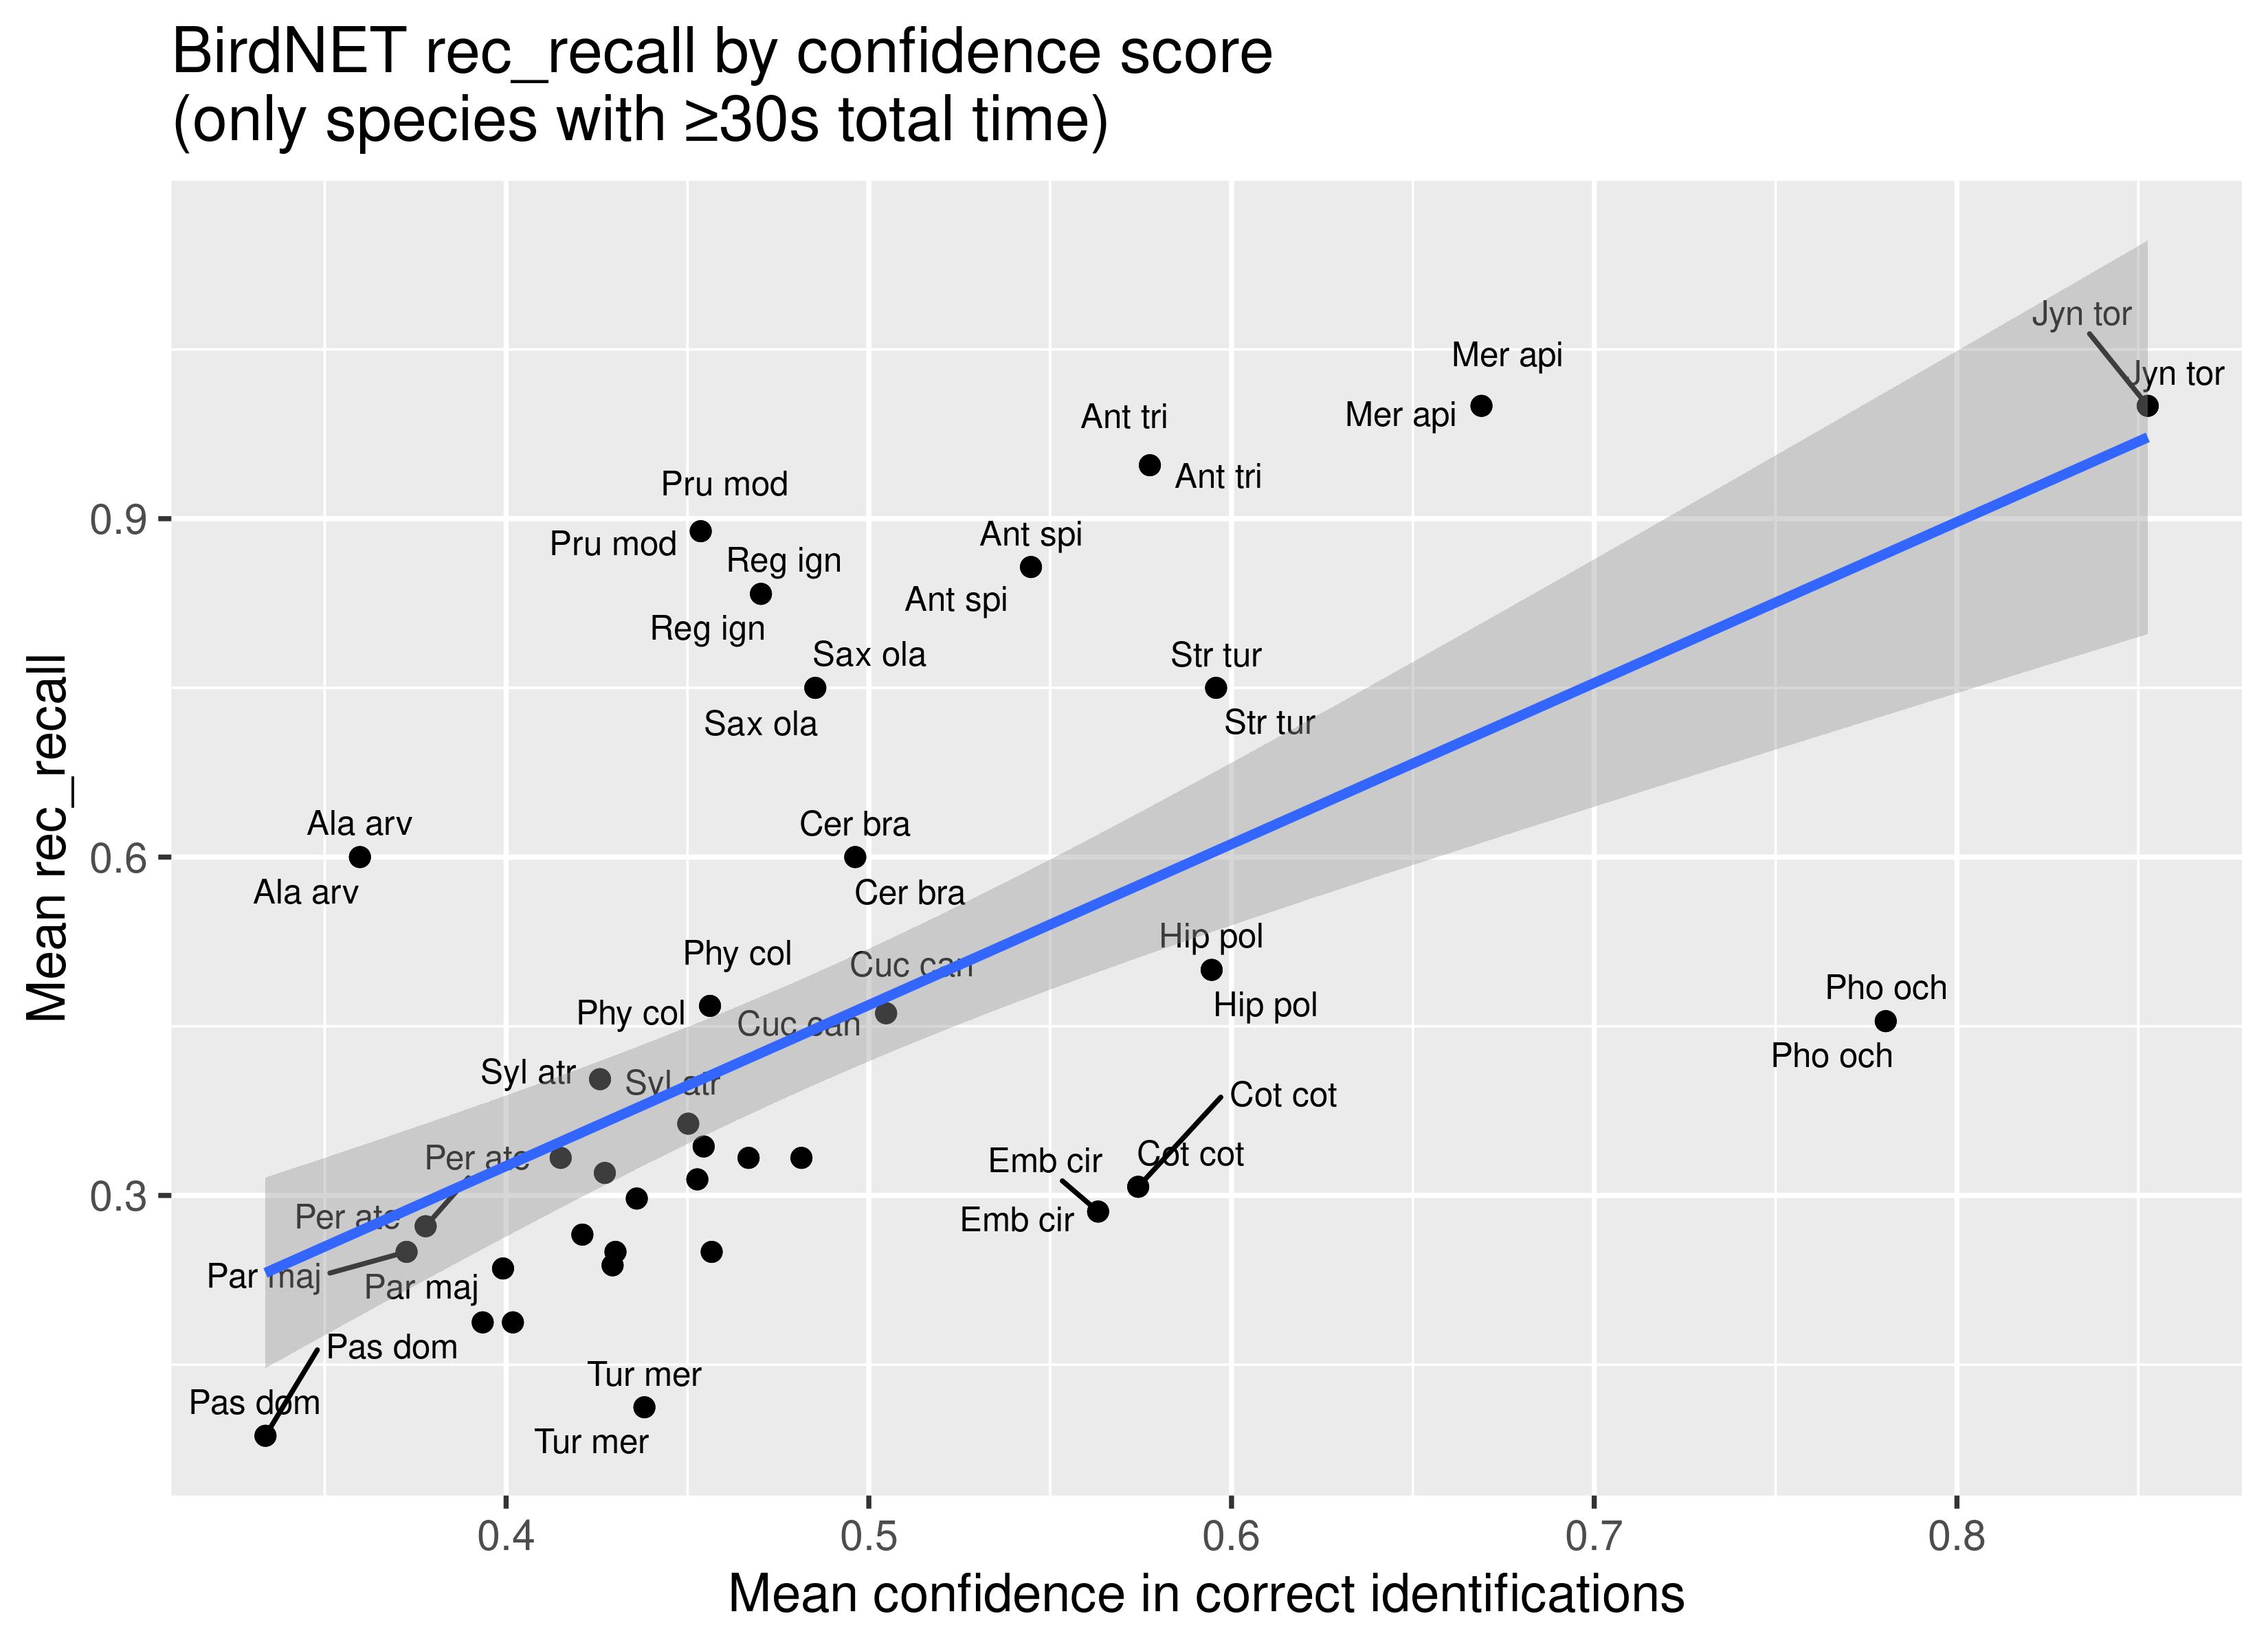 BirdNET rec_recall by confidence score
(only species with ≥30s total time)
Jyn tor
Mer api
Jyn tor
Ant tri
Mer api
Pru mod
Ant tri
0.9
Ant spi
Pru mod
Reg ign
Ant spi
Reg ign
Sax ola
Str tur
Sax ola
Str tur
Mean rec_recall
Ala arv
Cer bra
0.6
Ala arv
Cer bra
Phy col
Cuc can
Hip pol
Phy col
Cuc can
Hip pol
Pho och
Pho och
Syl atr
Syl atr
Cot cot
Per ate
Emb cir
Cot cot
0.3
Per ate
Emb cir
Par maj
Par maj
Pas dom
Tur mer
Pas dom
Tur mer
0.4 0.5 0.6 0.7 0.8
Mean confidence in correct identifications